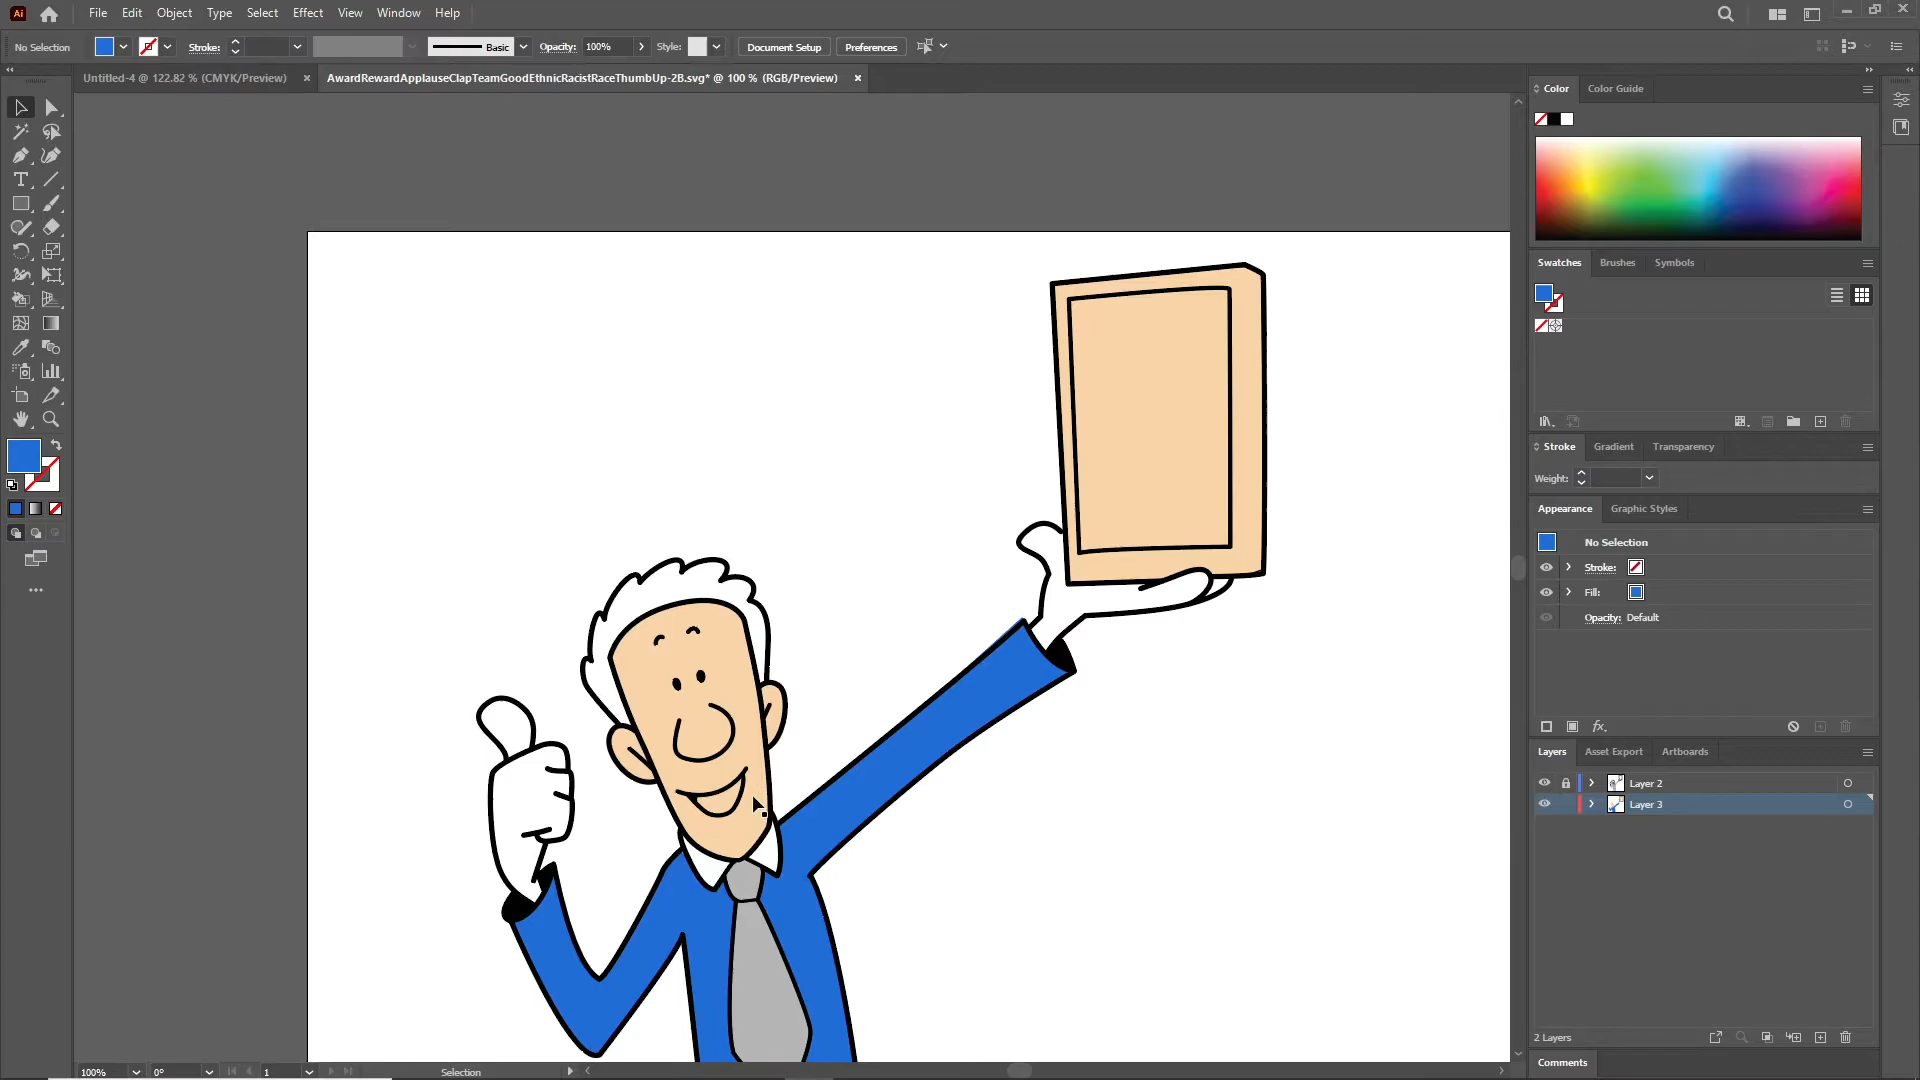 Ai File Edit Object Type Select Effect View Window Help
No Selection Stroke: Basic Opacity: 100% Style: Document Setup Preferences
Untitled-4 @ 122.82 % (CMYK/Preview) × AwardRewardApplauseClapTeamGoodEthnicRacistRaceThumbUp-2B.svg* @ 100 % (RGB/Preview) ×
Color Color Guide
Swatches Brushes Symbols
Stroke Gradient Transparency
Weight:
Appearance Graphic Styles
No Selection
Stroke:
Fill:
Opacity: Default
fx
Layers Asset Export Artboards
Layer 2
Layer 3
2 Layers
Comments
100% 0° 1 Selection